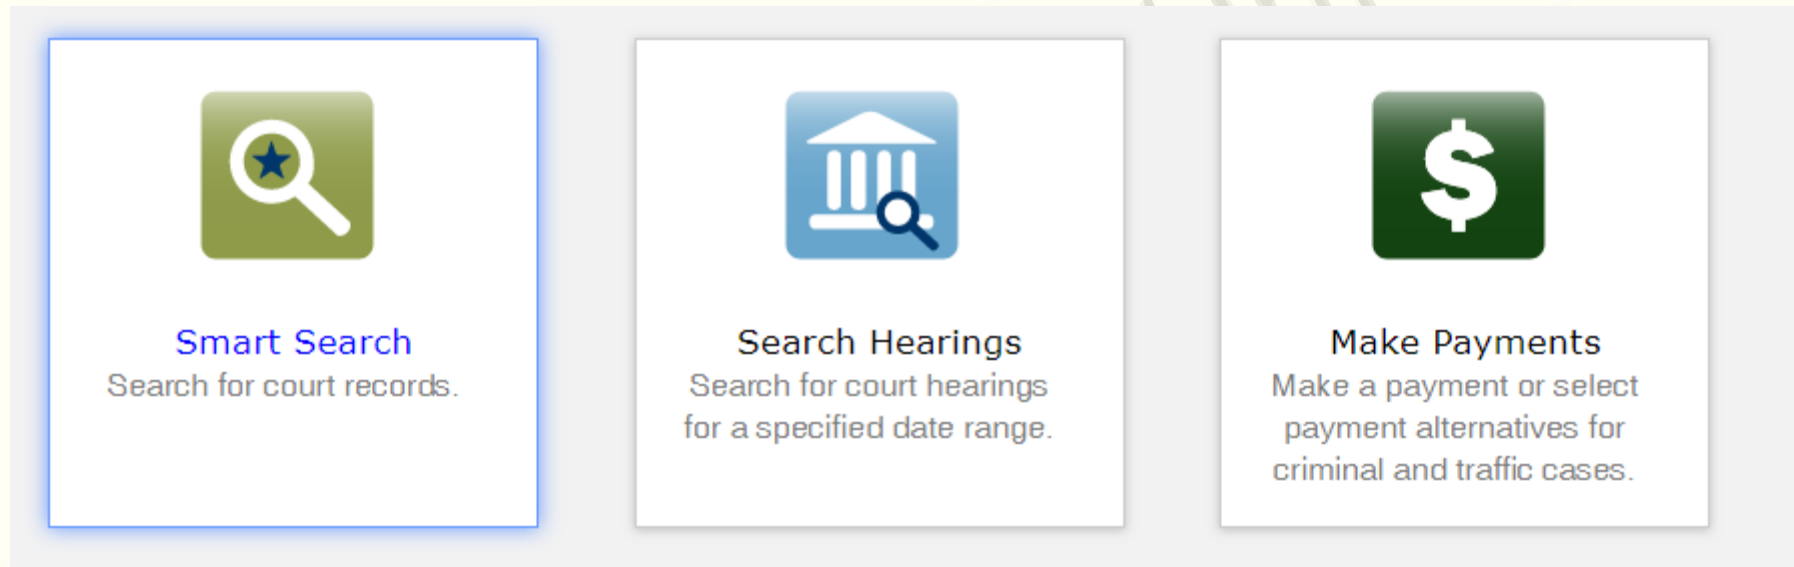 Smart Search
Search for court records.
Search Hearings
Search for court hearings
for a specified date range.
$
Make Payments
Make a payment or select
payment alternatives for
criminal and traffic cases.